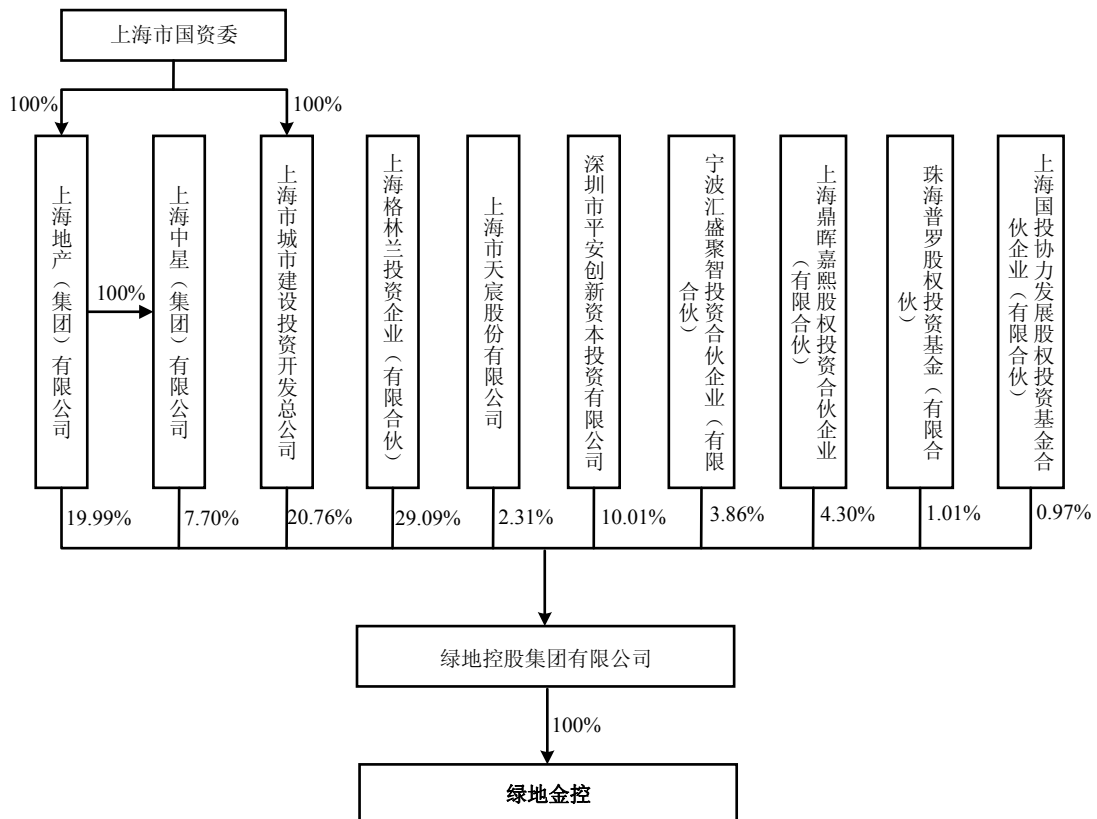 上海市国资委
100%
100%
上海地产（集团）有限公司
100%
上海中星（集团）有限公司
上海市城市建设投资开发总公司
上海格林兰投资企业（有限合伙）
上海市天宸股份有限公司
深圳市平安创新资本投资有限公司
宁波汇盛聚智投资合伙企业（有限
合伙）
上海鼎晖嘉熙股权投资合伙企业
（有限合伙）
珠海普罗股权投资基金（有限合
伙）
上海国投协力发展股权投资基金合
伙企业（有限合伙）
19.99%
7.70%
20.76%
29.09%
2.31%
10.01%
3.86%
4.30%
1.01%
0.97%
绿地控股集团有限公司
100%
绿地金控